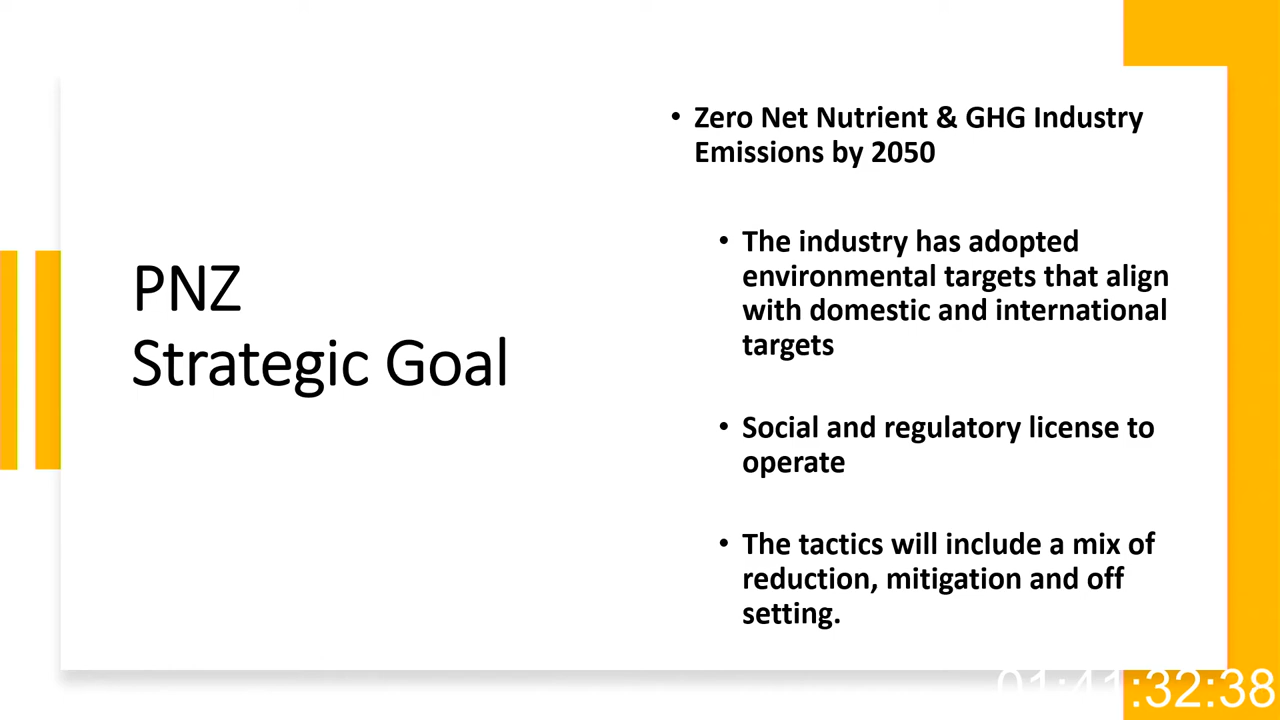 PNZ
Strategic Goal
• Zero Net Nutrient & GHG Industry
Emissions by 2050
• The industry has adopted
environmental targets that align
with domestic and international
targets
• Social and regulatory license to
operate
• The tactics will include a mix of
reduction, mitigation and off
setting.
01:41:32:38